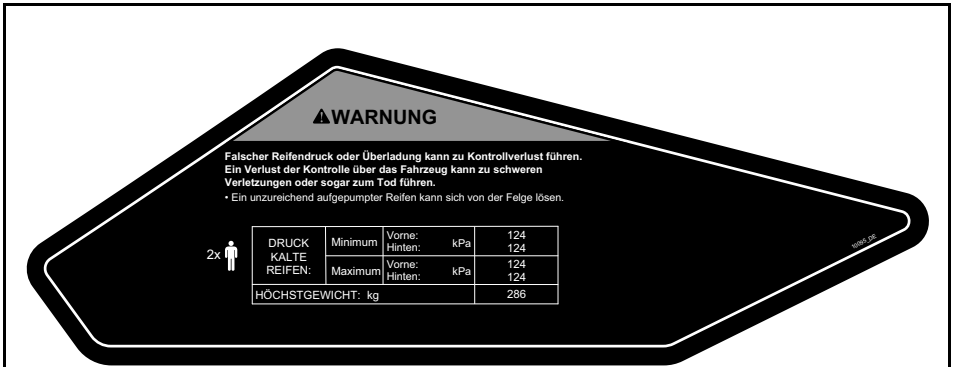 ⚠WARNUNG
Falscher Reifendruck oder Überladung kann zu Kontrollverlust führen.
Ein Verlust der Kontrolle über das Fahrzeug kann zu schweren
Verletzungen oder sogar zum Tod führen.
• Ein unzureichend aufgepumpter Reifen kann sich von der Felge lösen.
2x
DRUCK
KALTE
REIFEN:
Minimum
Vorne:
Hinten:
kPa
124
124
Maximum
Vorne:
Hinten:
kPa
124
124
HÖCHSTGEWICHT: kg
286
10065_DE